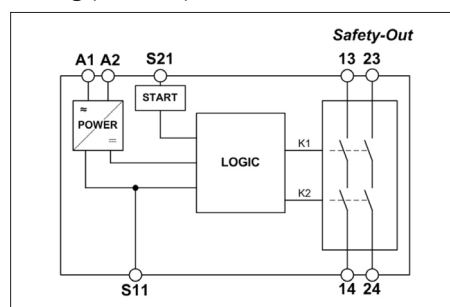 Safety-Out
A1 A2 S21 13 23
START
≂
POWER
⎓
LOGIC
K1
K2
S11 14 24